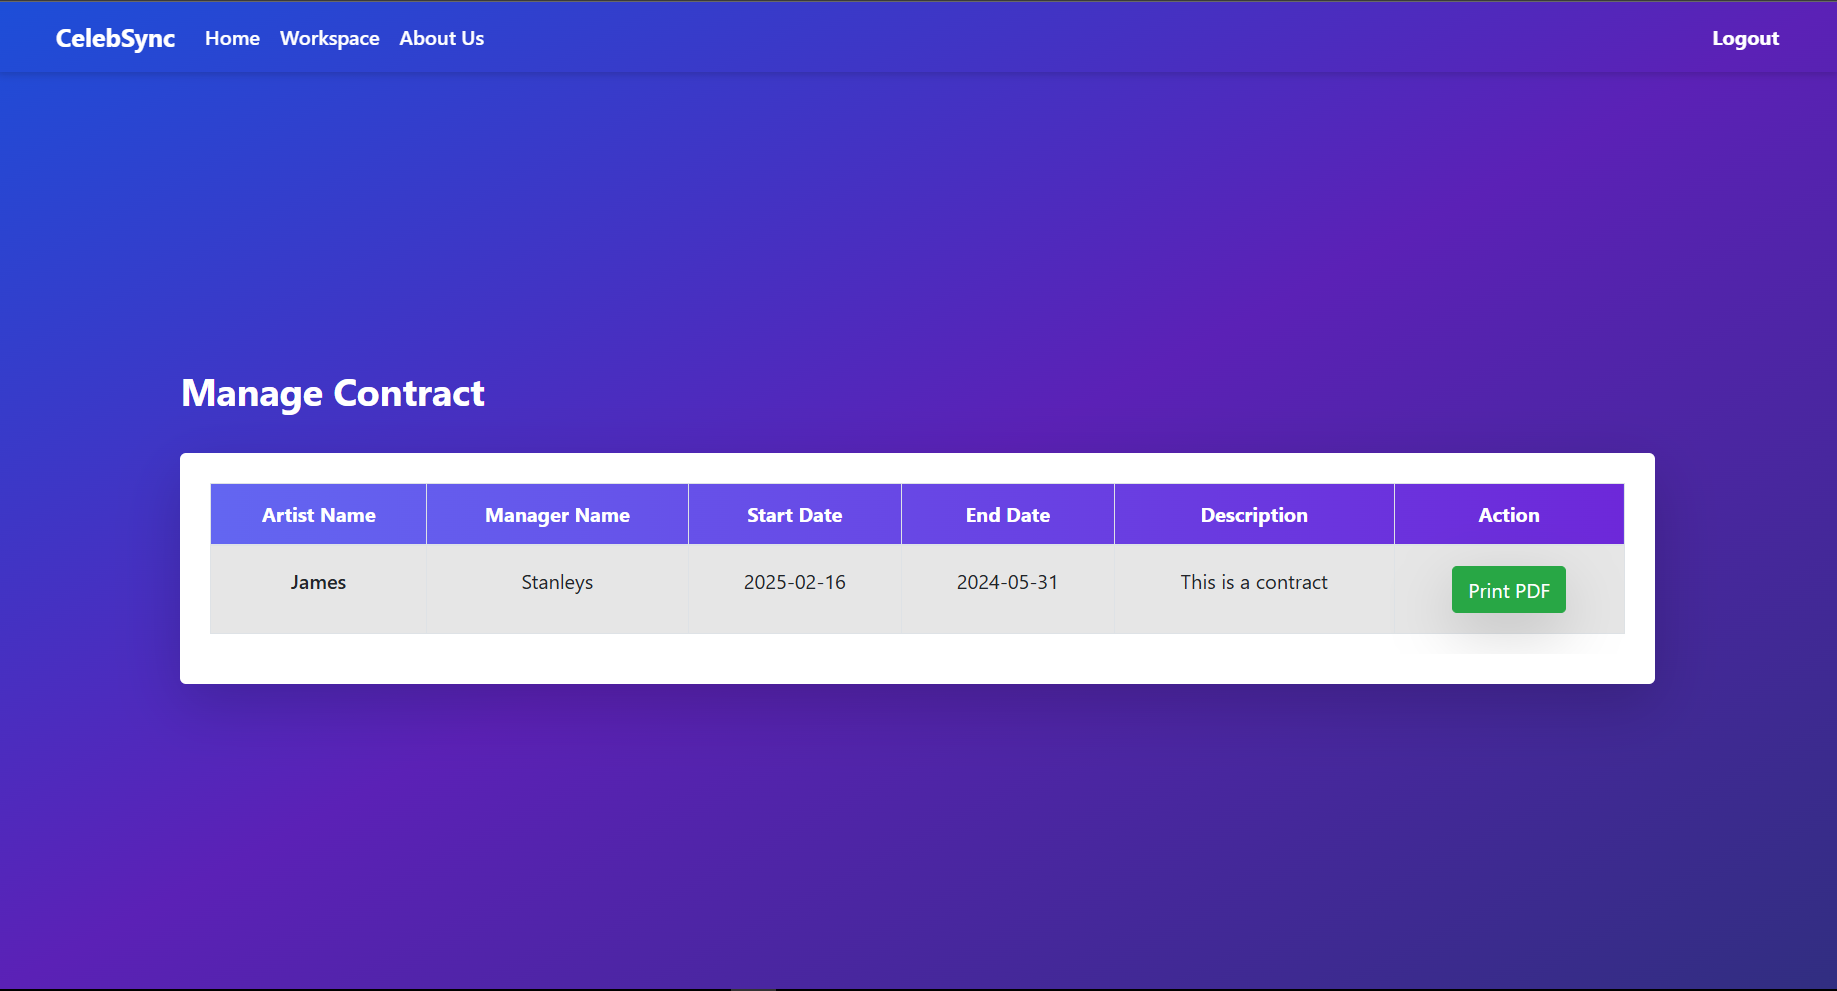 CelebSync Home Workspace About Us Logout
Manage Contract
Artist Name Manager Name Start Date End Date Description Action
James Stanleys 2025-02-16 2024-05-31 This is a contract Print PDF